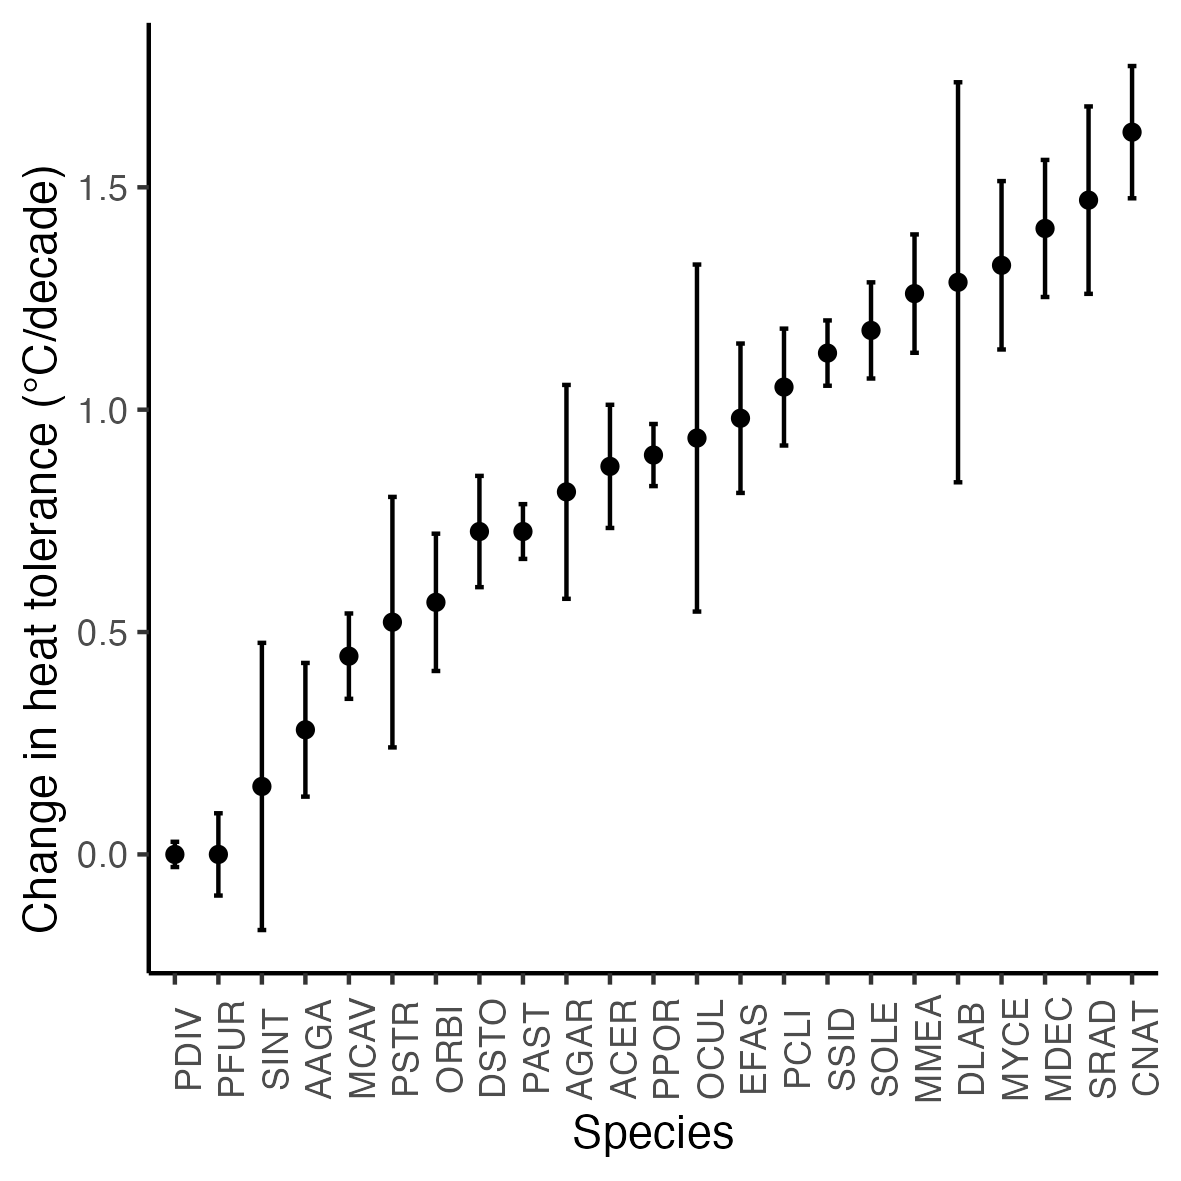 Change in heat tolerance (°C/decade)
1.5
1.0
0.5
0.0
PDIV
PFUR
SINT
AAGA
MCAV
PSTR
ORBI
DSTO
PAST
AGAR
ACER
PPOR
OCUL
EFAS
PCLI
SSID
SOLE
MMEA
DLAB
MYCE
MDEC
SRAD
CNAT
Species